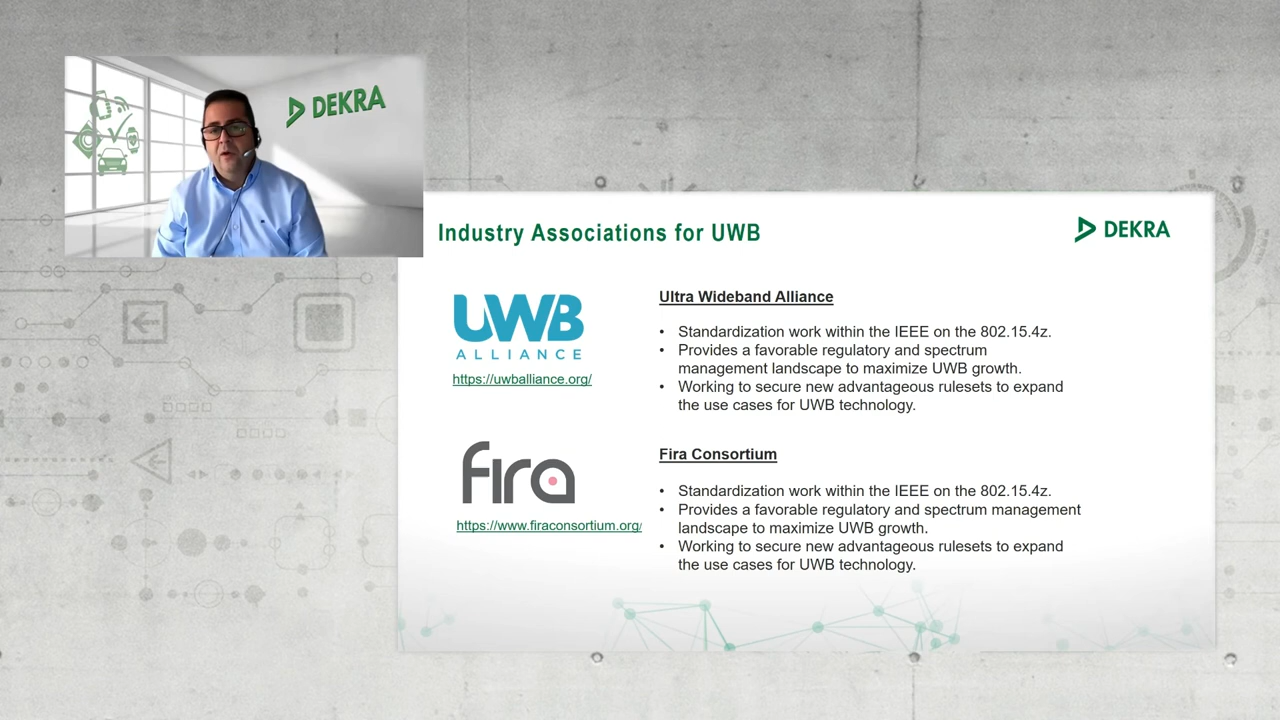 DEKRA
Industry Associations for UWB
DEKRA
UWB
ALLIANCE
https://uwballiance.org/
Ultra Wideband Alliance
• Standardization work within the IEEE on the 802.15.4z.
• Provides a favorable regulatory and spectrum
management landscape to maximize UWB growth.
• Working to secure new advantageous rulesets to expand
the use cases for UWB technology.
fira
https://www.firaconsortium.org/
Fira Consortium
• Standardization work within the IEEE on the 802.15.4z.
• Provides a favorable regulatory and spectrum management
landscape to maximize UWB growth.
• Working to secure new advantageous rulesets to expand
the use cases for UWB technology.